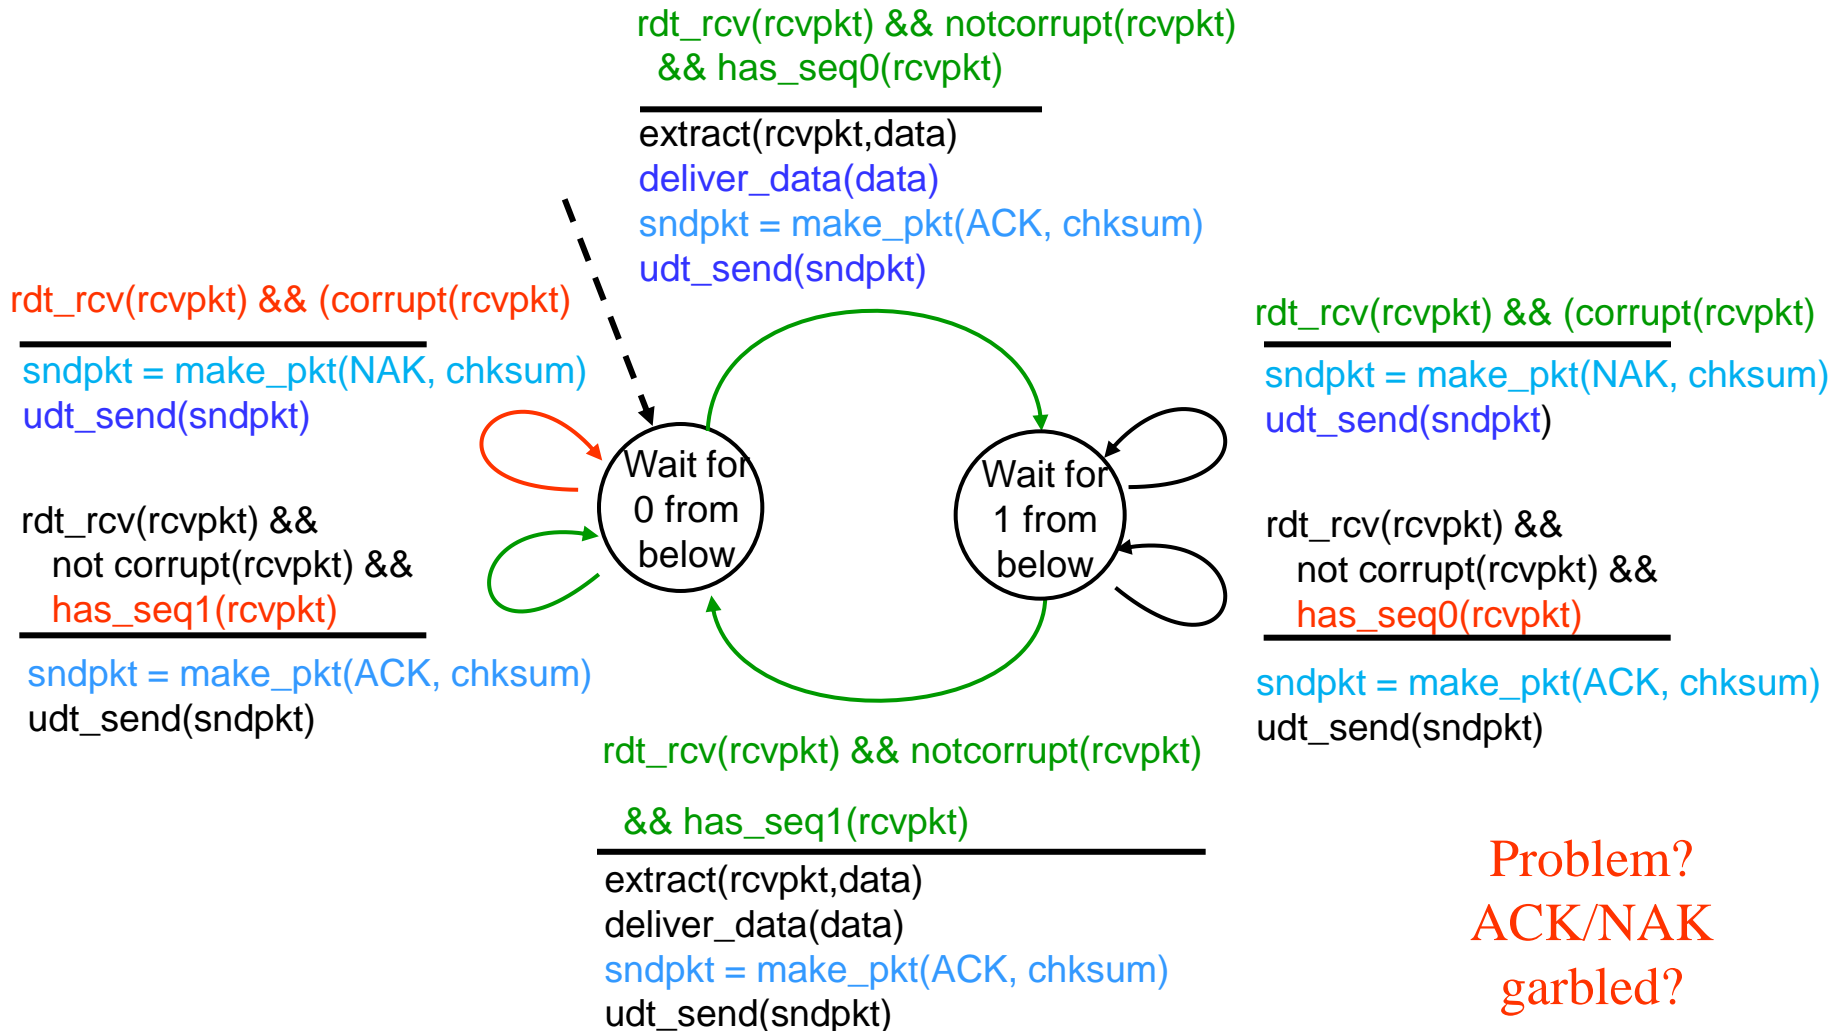 rdt_rcv(rcvpkt) && notcorrupt(rcvpkt)
&& has_seq0(rcvpkt)
extract(rcvpkt,data)
deliver_data(data)
sndpkt = make_pkt(ACK, chksum)
udt_send(sndpkt)
rdt_rcv(rcvpkt) && (corrupt(rcvpkt)
sndpkt = make_pkt(NAK, chksum)
udt_send(sndpkt)
rdt_rcv(rcvpkt) &&
not corrupt(rcvpkt) &&
has_seq1(rcvpkt)
sndpkt = make_pkt(ACK, chksum)
udt_send(sndpkt)
Wait for
0 from
below
Wait for
1 from
below
rdt_rcv(rcvpkt) && (corrupt(rcvpkt)
sndpkt = make_pkt(NAK, chksum)
udt_send(sndpkt)
rdt_rcv(rcvpkt) &&
not corrupt(rcvpkt) &&
has_seq0(rcvpkt)
sndpkt = make_pkt(ACK, chksum)
udt_send(sndpkt)
rdt_rcv(rcvpkt) && notcorrupt(rcvpkt)
&& has_seq1(rcvpkt)
extract(rcvpkt,data)
deliver_data(data)
sndpkt = make_pkt(ACK, chksum)
udt_send(sndpkt)
Problem?
ACK/NAK
garbled?